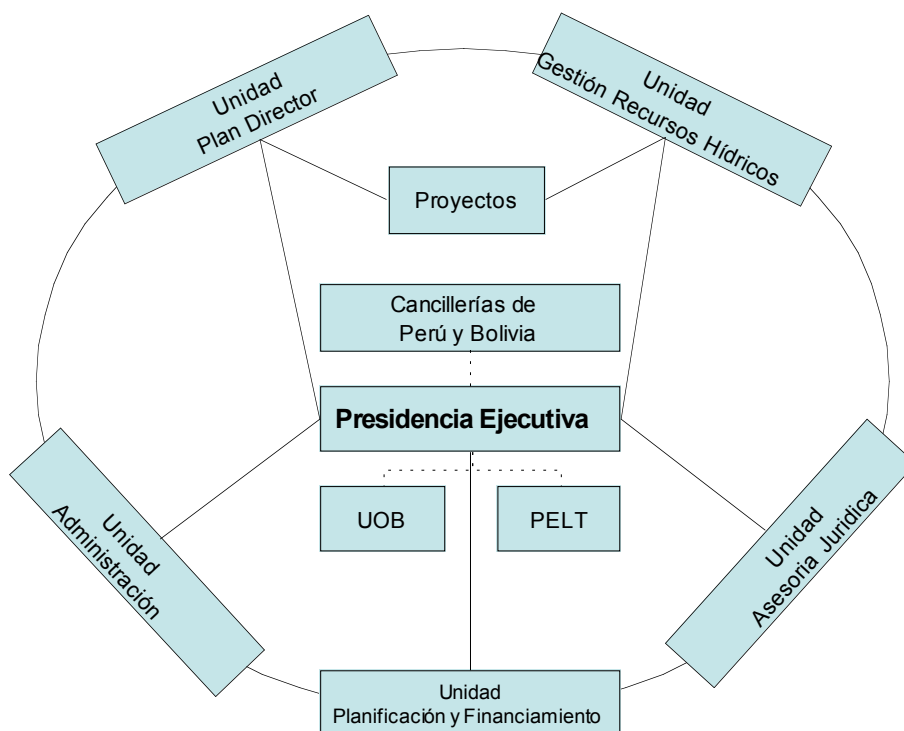 Unidad
Plan Director
Unidad
Gestión Recursos Hídricos
Proyectos
Cancillerías de
Perú y Bolivia
Presidencia Ejecutiva
UOB
PELT
Unidad
Administración
Unidad
Asesoria Juridica
Unidad
Planificación y Financiamiento